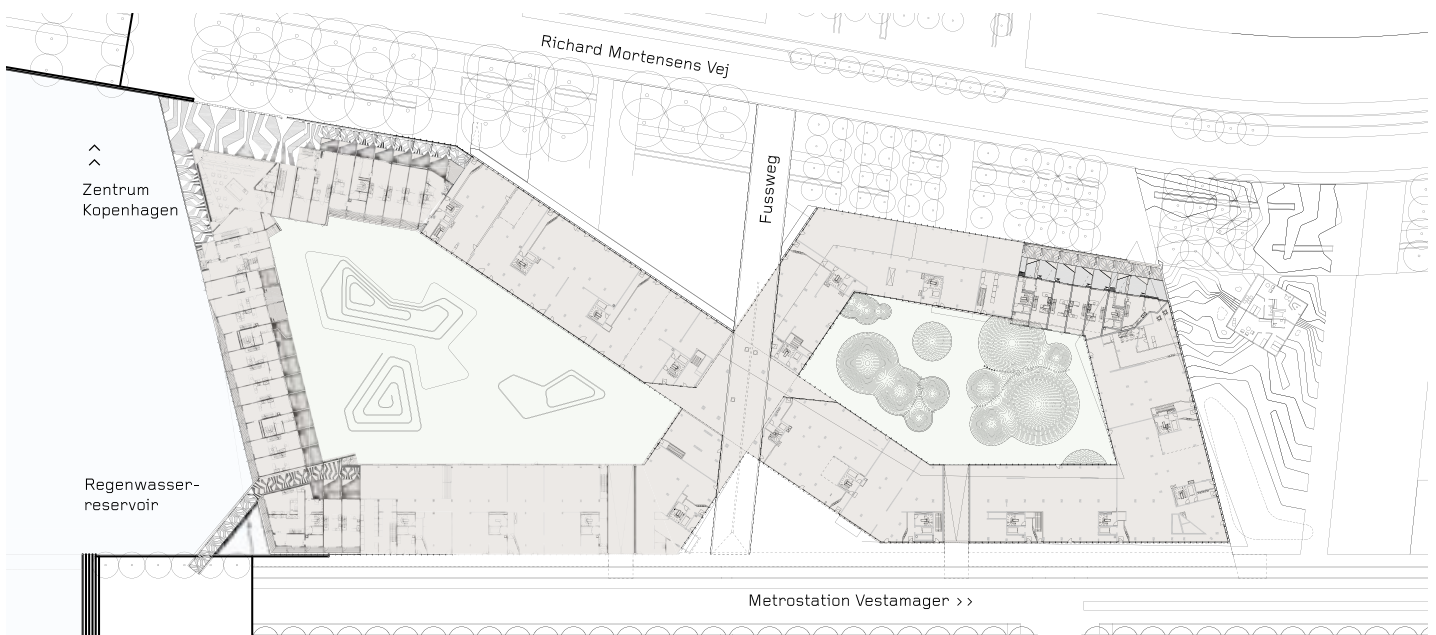 Richard Mortensens Vej
Fussweg
Zentrum
Kopenhagen
Regenwasser-
reservoir
Metrostation Vestamager >>